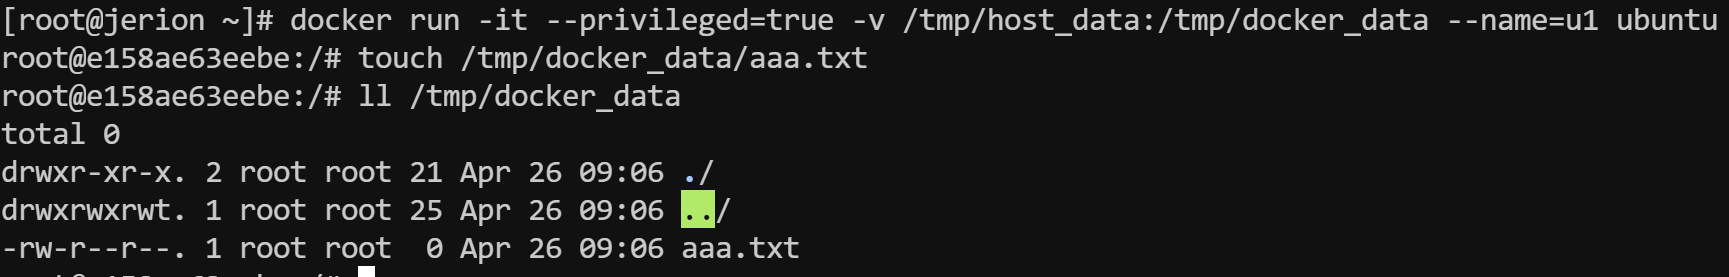 [root@jerion ~]# docker run -it --privileged=true -v /tmp/host_data:/tmp/docker_data --name=u1 ubuntu
root@e158ae63eebe:/# touch /tmp/docker_data/aaa.txt
root@e158ae63eebe:/# ll /tmp/docker_data
total 0
drwxr-xr-x. 2 root root 21 Apr 26 09:06 ./
drwxrwxrwt. 1 root root 25 Apr 26 09:06 ../
-rw-r--r--. 1 root root  0 Apr 26 09:06 aaa.txt